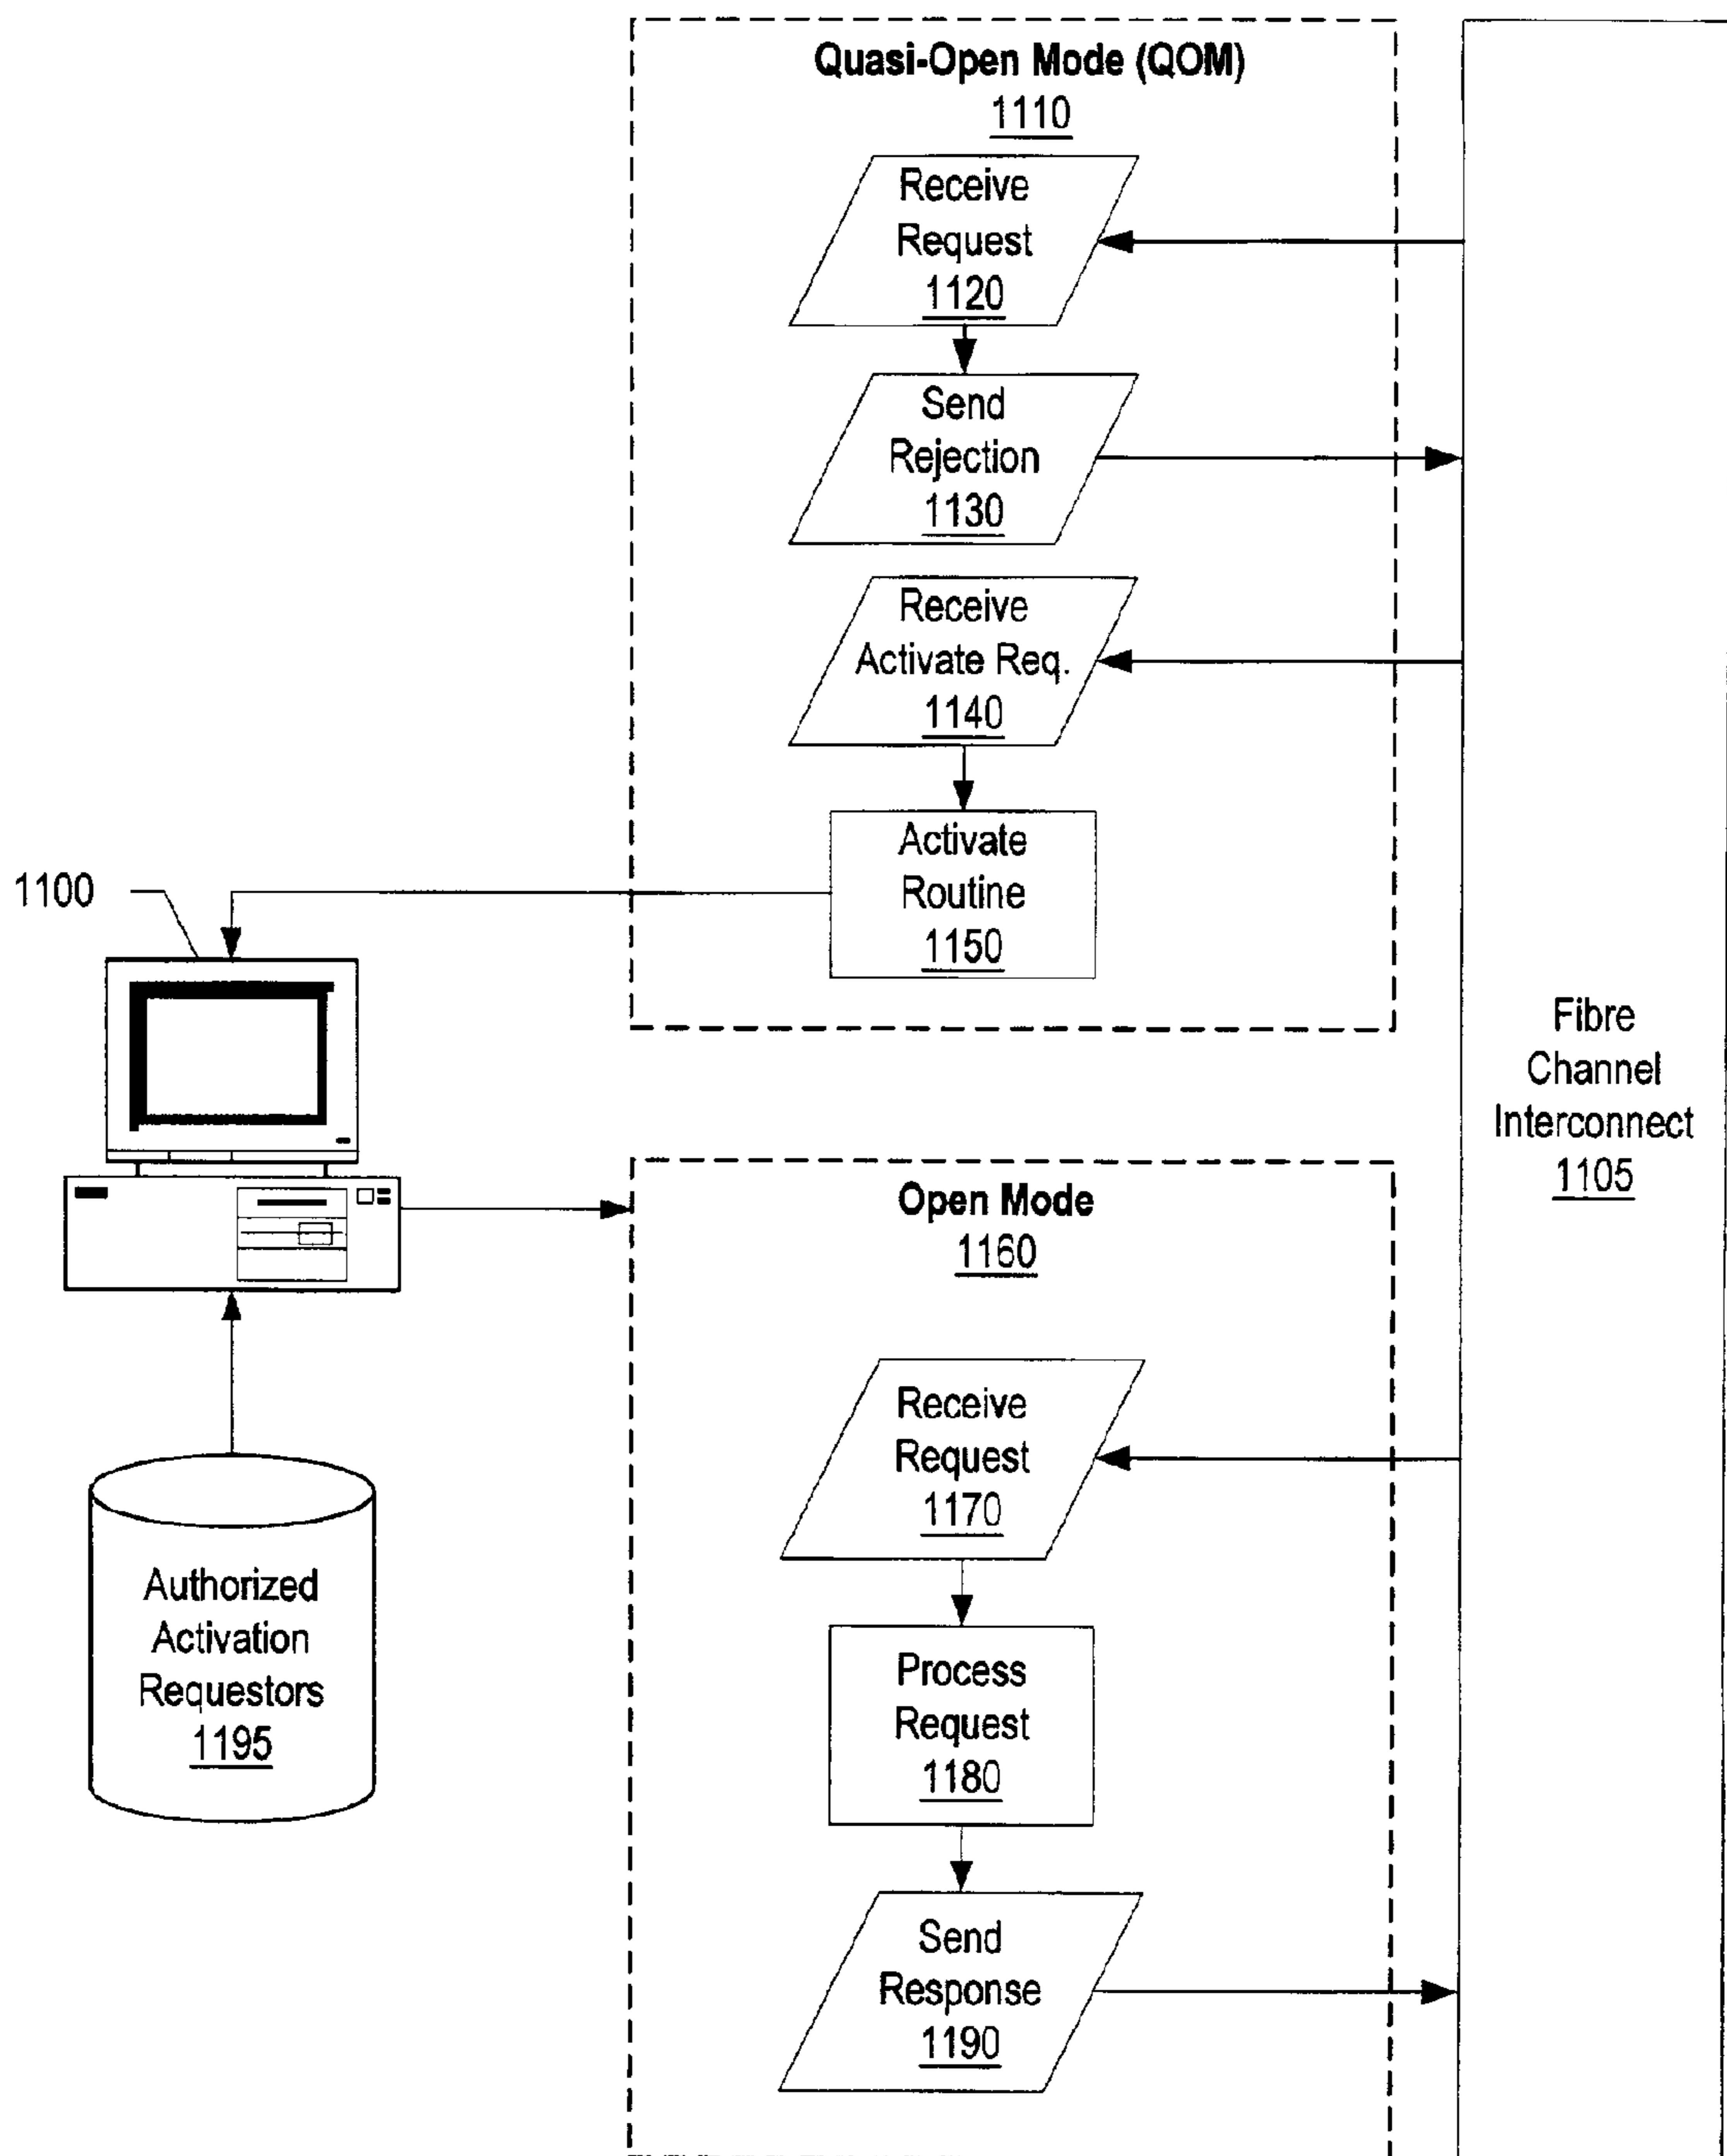 Quasi-Open Mode (QOM)
1110
Receive
Request
1120
Send
Rejection
1130
Receive
Activate Req.
1140
Activate
Routine
1150
1100
Fibre
Channel
Interconnect
1105
Open Mode
1160
Receive
Request
1170
Process
Request
1180
Send
Response
1190
Authorized
Activation
Requestors
1195